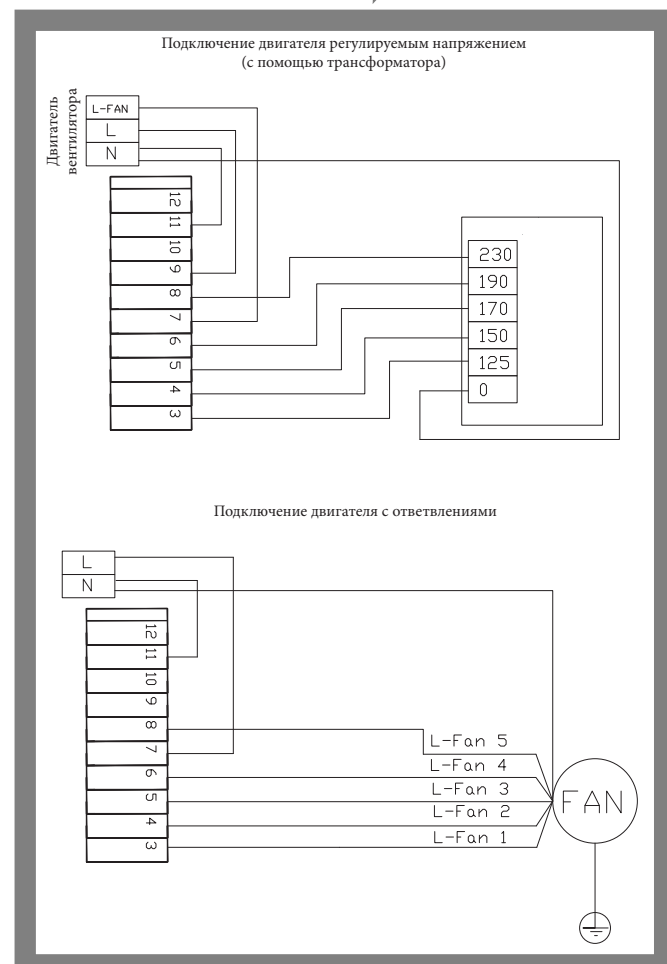 Подключение двигателя регулируемым напряжением
(с помощью трансформатора)
Двигатель
вентилятора
L-FAN
L
N
12
11
10
9
8
7
6
5
4
3
230
190
170
150
125
0
Подключение двигателя с ответвлениями
L
N
12
11
10
9
8
7
6
5
4
3
L-Fan 5
L-Fan 4
L-Fan 3
L-Fan 2
L-Fan 1
FAN